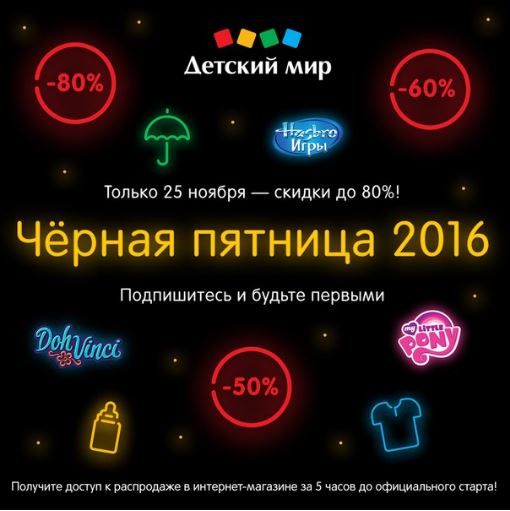 Детский мир
-80%
-60%
Hasbro
Игры
Только 25 ноября — скидки до 80%!
Чёрная пятница 2016
Подпишитесь и будьте первыми
DohVinci
my LITTLE
PONY
-50%
Получите доступ к распродаже в интернет-магазине за 5 часов до официального старта!